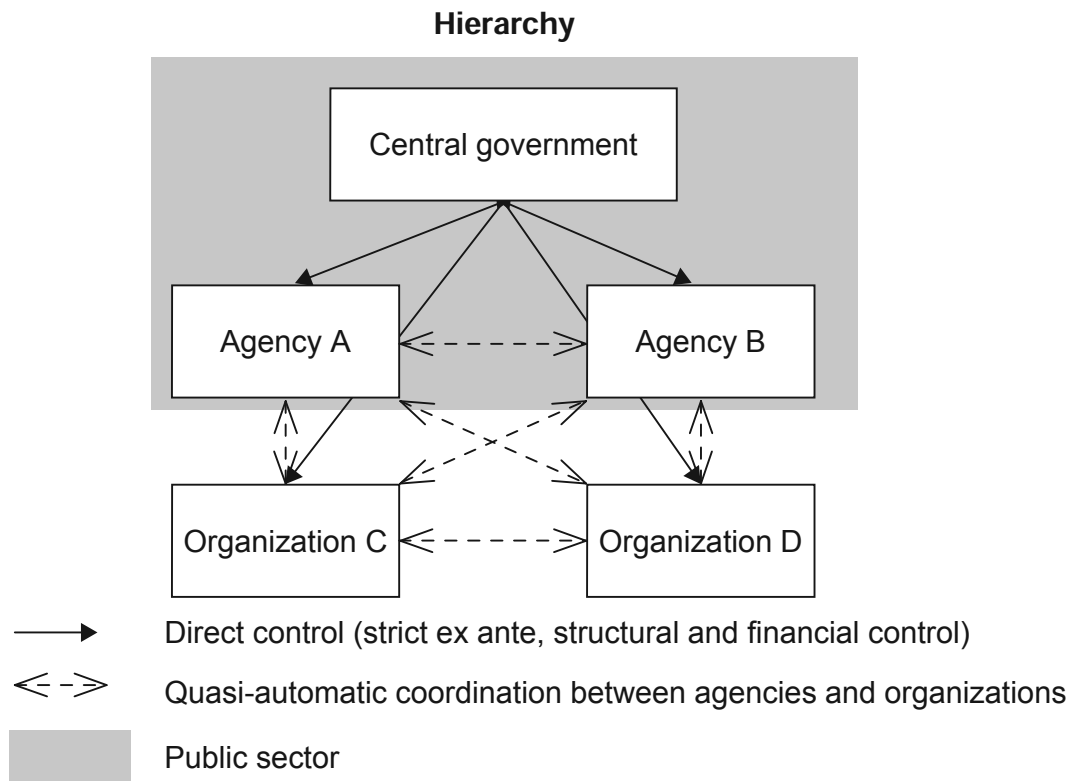 Hierarchy
Central government
Agency A
Agency B
Organization C
Organization D
Direct control (strict ex ante, structural and financial control)
Quasi-automatic coordination between agencies and organizations
Public sector